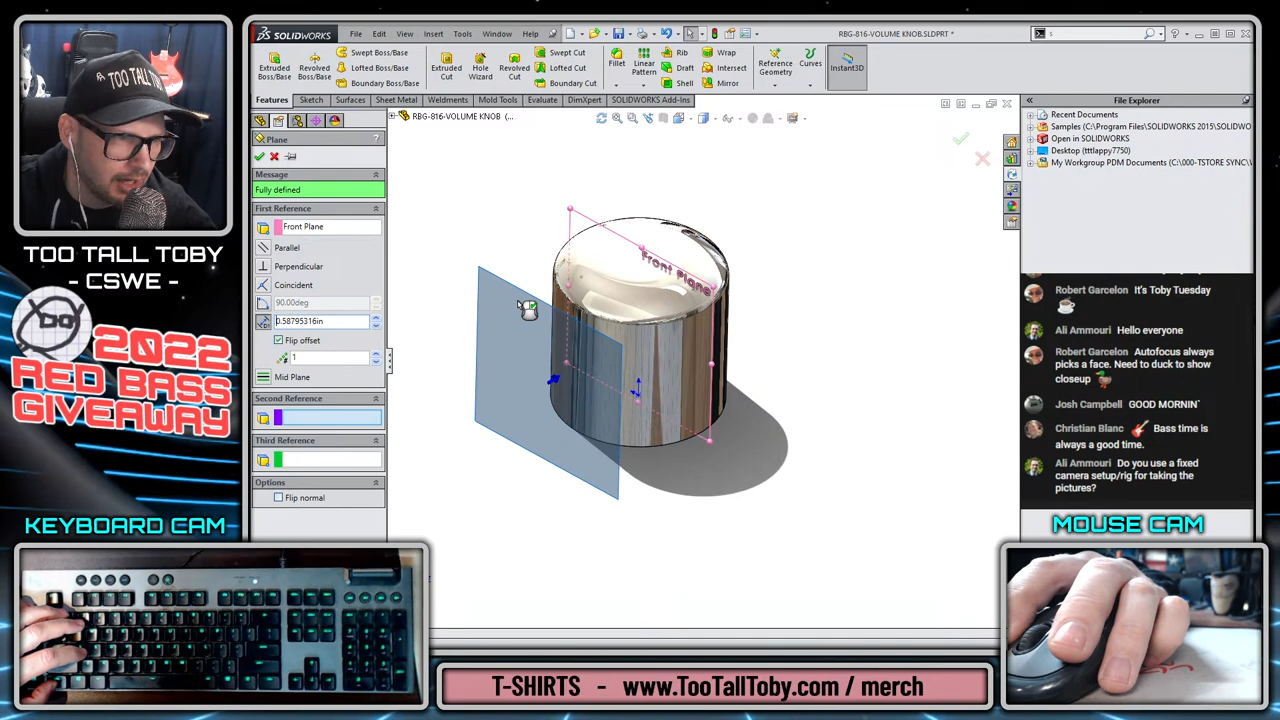 SOLIDWORKS File Edit View Insert Tools Window Help RBG-816-VOLUME KNOB.SLDPRT * s
Extruded Boss/Base
Revolved Boss/Base
Swept Boss/Base
Lofted Boss/Base
Boundary Boss/Base
Extruded Cut
Hole Wizard
Revolved Cut
Swept Cut
Lofted Cut
Boundary Cut
Fillet
Linear Pattern
Rib
Draft
Shell
Wrap
Intersect
Mirror
Reference Geometry
Curves
Instant3D
Features Sketch Surfaces Sheet Metal Weldments Mold Tools Evaluate DimXpert SOLIDWORKS Add-Ins
RBG-816-VOLUME KNOB (...
Plane ?
Message
Fully defined
First Reference
Front Plane
Parallel
Perpendicular
Coincident
90.00deg
0.58795316in
Flip offset
1
Mid Plane
Second Reference
Third Reference
Options
Flip normal
Front Plane
File Explorer
Recent Documents
Samples (C:\Program Files\SOLIDWORKS 2015\SOLIDWO
Open in SOLIDWORKS
Desktop (tttlappy7750)
My Workgroup PDM Documents (C:\000-TSTORE SYNC\V
Robert Garcelon It's Toby Tuesday
Ali Ammouri Hello everyone
Robert Garcelon Autofocus always
picks a face. Need to duck to show
closeup
Josh Campbell GOOD MORNIN`
Christian Blanc Bass time is
always a good time.
Ali Ammouri Do you use a fixed
camera setup/rig for taking the
pictures?
TOO TALL TOBY
TOO TALL TOBY
- CSWE -
2022
RED BASS
GIVEAWAY
KEYBOARD CAM
MOUSE CAM
T-SHIRTS - www.TooTallToby.com / merch